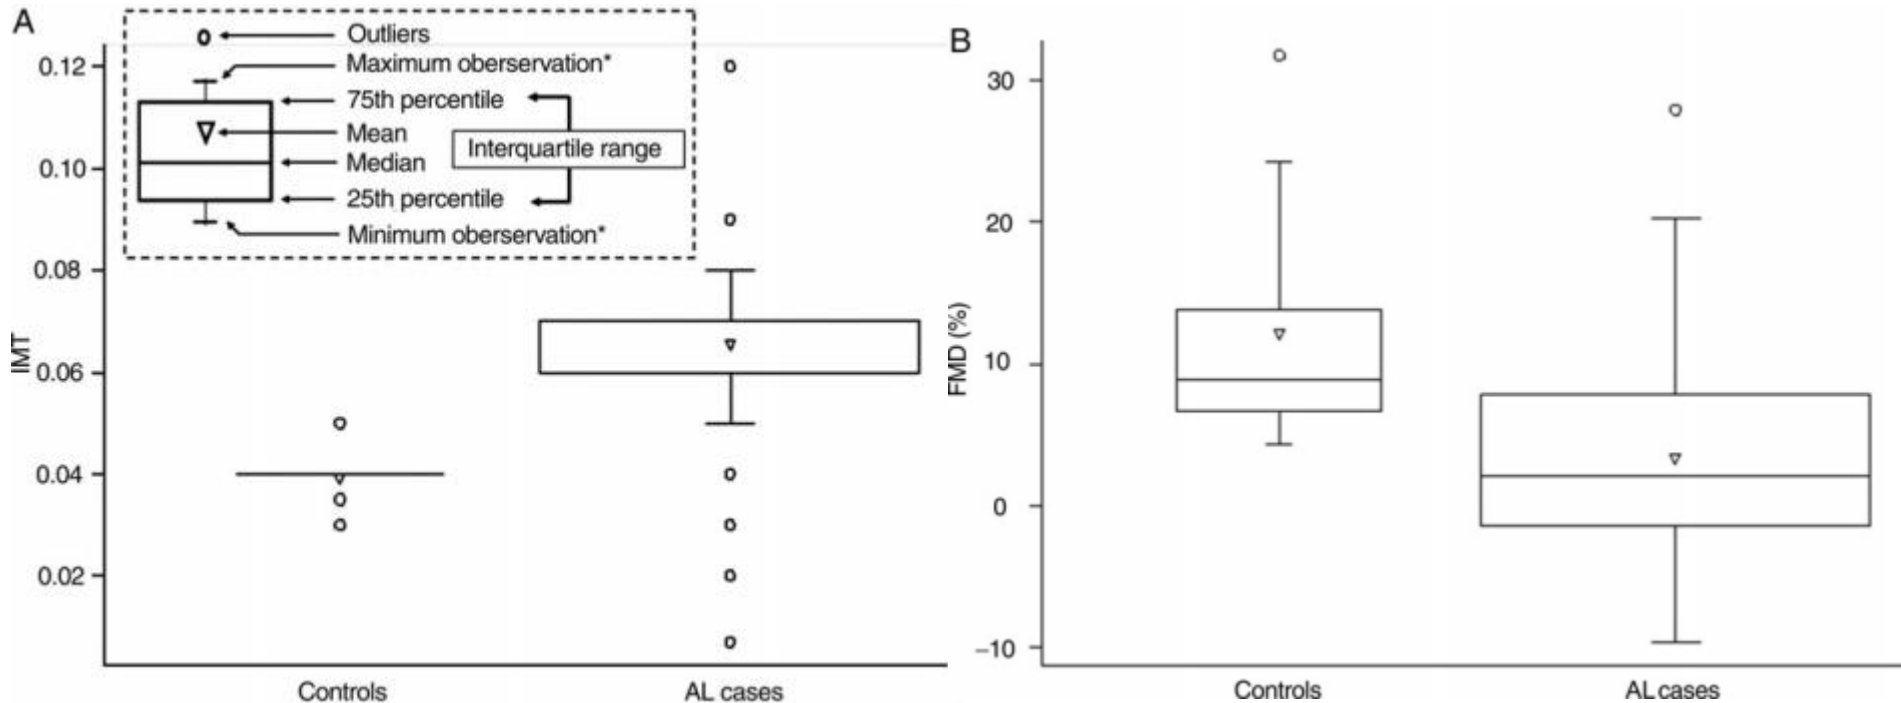 A
Outliers
Maximum oberservation*
75th percentile
Mean
Interquartile range
Median
25th percentile
Minimum oberservation*
0.12
0.10
0.08
0.06
0.04
0.02
IMT
Controls
AL cases
B
30
20
10
0
–10
FMD (%)
Controls
AL cases